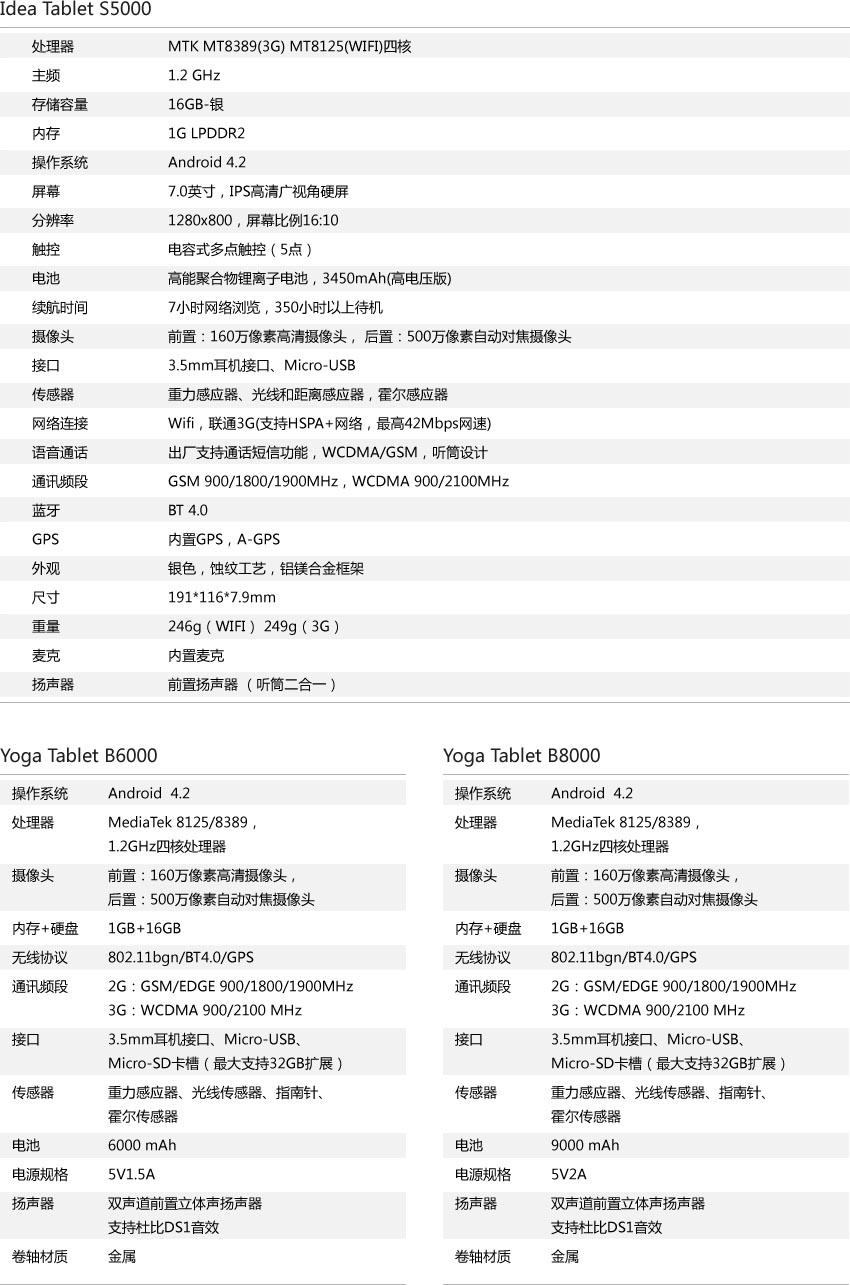 Idea Tablet S5000
处理器 MTK MT8389(3G) MT8125(WIFI)四核
主频 1.2 GHz
存储容量 16GB-银
内存 1G LPDDR2
操作系统 Android 4.2
屏幕 7.0英寸，IPS高清广视角硬屏
分辨率 1280x800，屏幕比例16:10
触控 电容式多点触控（5点）
电池 高能聚合物锂离子电池，3450mAh(高电压版)
续航时间 7小时网络浏览，350小时以上待机
摄像头 前置：160万像素高清摄像头， 后置：500万像素自动对焦摄像头
接口 3.5mm耳机接口、Micro-USB
传感器 重力感应器、光线和距离感应器，霍尔感应器
网络连接 Wifi，联通3G(支持HSPA+网络，最高42Mbps网速)
语音通话 出厂支持通话短信功能，WCDMA/GSM，听筒设计
通讯频段 GSM 900/1800/1900MHz，WCDMA 900/2100MHz
蓝牙 BT 4.0
GPS 内置GPS，A-GPS
外观 银色，蚀纹工艺，铝镁合金框架
尺寸 191*116*7.9mm
重量 246g（WIFI） 249g（3G）
麦克 内置麦克
扬声器 前置扬声器 （听筒二合一）
Yoga Tablet B6000
操作系统 Android 4.2
处理器 MediaTek 8125/8389，
1.2GHz四核处理器
摄像头 前置：160万像素高清摄像头，
后置：500万像素自动对焦摄像头
内存+硬盘 1GB+16GB
无线协议 802.11bgn/BT4.0/GPS
通讯频段 2G：GSM/EDGE 900/1800/1900MHz
3G：WCDMA 900/2100 MHz
接口 3.5mm耳机接口、Micro-USB、
Micro-SD卡槽（最大支持32GB扩展）
传感器 重力感应器、光线传感器、指南针、
霍尔传感器
电池 6000 mAh
电源规格 5V1.5A
扬声器 双声道前置立体声扬声器
支持杜比DS1音效
卷轴材质 金属
Yoga Tablet B8000
操作系统 Android 4.2
处理器 MediaTek 8125/8389，
1.2GHz四核处理器
摄像头 前置：160万像素高清摄像头，
后置：500万像素自动对焦摄像头
内存+硬盘 1GB+16GB
无线协议 802.11bgn/BT4.0/GPS
通讯频段 2G：GSM/EDGE 900/1800/1900MHz
3G：WCDMA 900/2100 MHz
接口 3.5mm耳机接口、Micro-USB、
Micro-SD卡槽（最大支持32GB扩展）
传感器 重力感应器、光线传感器、指南针、
霍尔传感器
电池 9000 mAh
电源规格 5V2A
扬声器 双声道前置立体声扬声器
支持杜比DS1音效
卷轴材质 金属